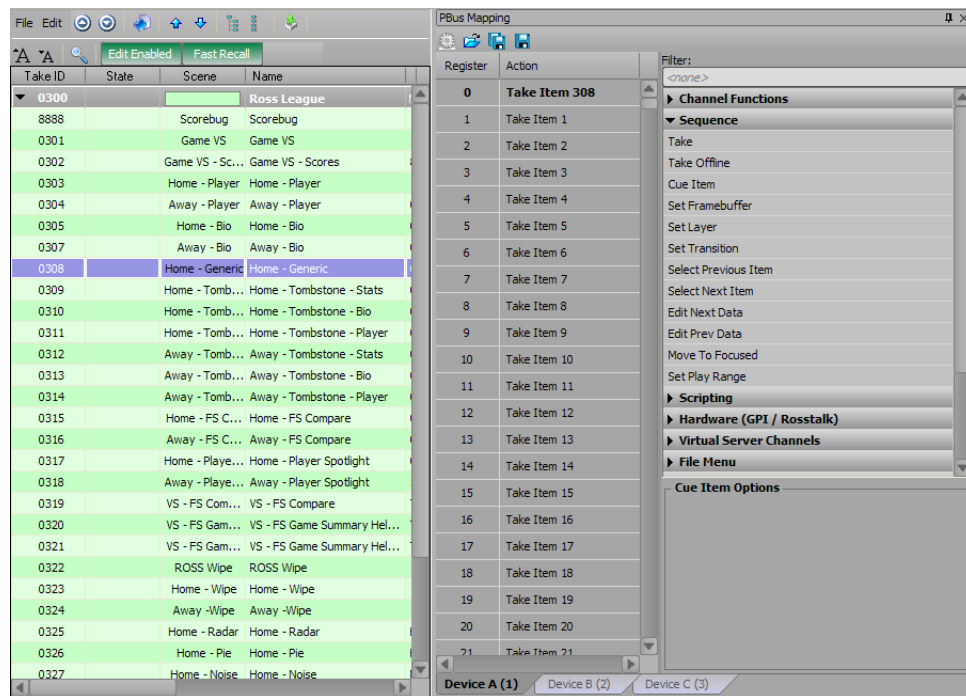 File Edit
Edit Enabled Fast Recall
Take ID State Scene Name
0300 Ross League
8888 Scorebug Scorebug
0301 Game VS Game VS
0302 Game VS - Sc... Game VS - Scores
0303 Home - Player Home - Player
0304 Away - Player Away - Player
0305 Home - Bio Home - Bio
0307 Away - Bio Away - Bio
0308 Home - Generic Home - Generic
0309 Home - Tomb... Home - Tombstone - Stats
0310 Home - Tomb... Home - Tombstone - Bio
0311 Home - Tomb... Home - Tombstone - Player
0312 Away - Tomb... Away - Tombstone - Stats
0313 Away - Tomb... Away - Tombstone - Bio
0314 Away - Tomb... Away - Tombstone - Player
0315 Home - FS C... Home - FS Compare
0316 Away - FS C... Away - FS Compare
0317 Home - Playe... Home - Player Spotlight
0318 Away - Playe... Away - Player Spotlight
0319 VS - FS Com... VS - FS Compare
0320 VS - FS Gam... VS - FS Game Summary Hel...
0321 VS - FS Gam... VS - FS Game Summary Hel...
0322 ROSS Wipe ROSS Wipe
0323 Home - Wipe Home - Wipe
0324 Away -Wipe Away -Wipe
0325 Home - Radar Home - Radar
0326 Home - Pie Home - Pie
0327 Home - Noise Home - Noise
PBus Mapping
Register Action
0 Take Item 308
1 Take Item 1
2 Take Item 2
3 Take Item 3
4 Take Item 4
5 Take Item 5
6 Take Item 6
7 Take Item 7
8 Take Item 8
9 Take Item 9
10 Take Item 10
11 Take Item 11
12 Take Item 12
13 Take Item 13
14 Take Item 14
15 Take Item 15
16 Take Item 16
17 Take Item 17
18 Take Item 18
19 Take Item 19
20 Take Item 20
21 Take Item 21
Device A (1) Device B (2) Device C (3)
Filter:
<none>
Channel Functions
Sequence
Take
Take Offline
Cue Item
Set Framebuffer
Set Layer
Set Transition
Select Previous Item
Select Next Item
Edit Next Data
Edit Prev Data
Move To Focused
Set Play Range
Scripting
Hardware (GPI / Rosstalk)
Virtual Server Channels
File Menu
Cue Item Options